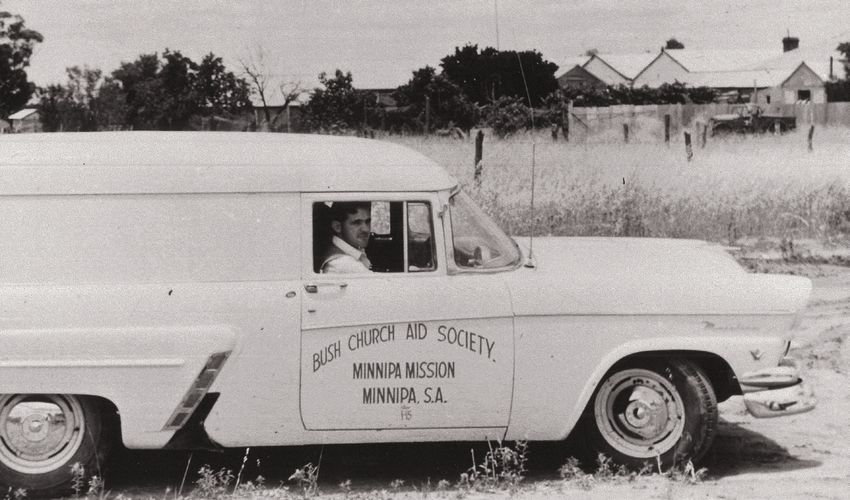 BUSH CHURCH AID SOCIETY.
MINNIPA MISSION
MINNIPA, S.A.